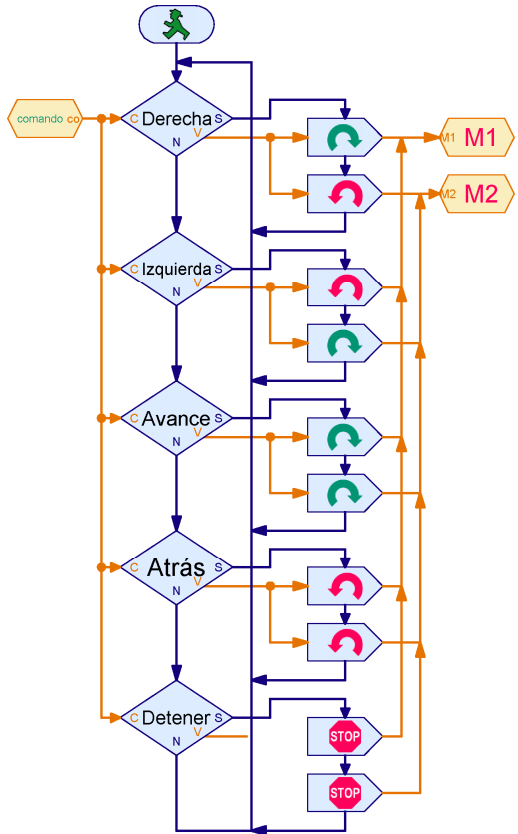 comando co
C Derecha S
V
N
M1 M1
M2 M2
C Izquierda S
V
N
C Avance S
V
N
C Atrás S
V
N
C Detener S
V
N
STOP
STOP